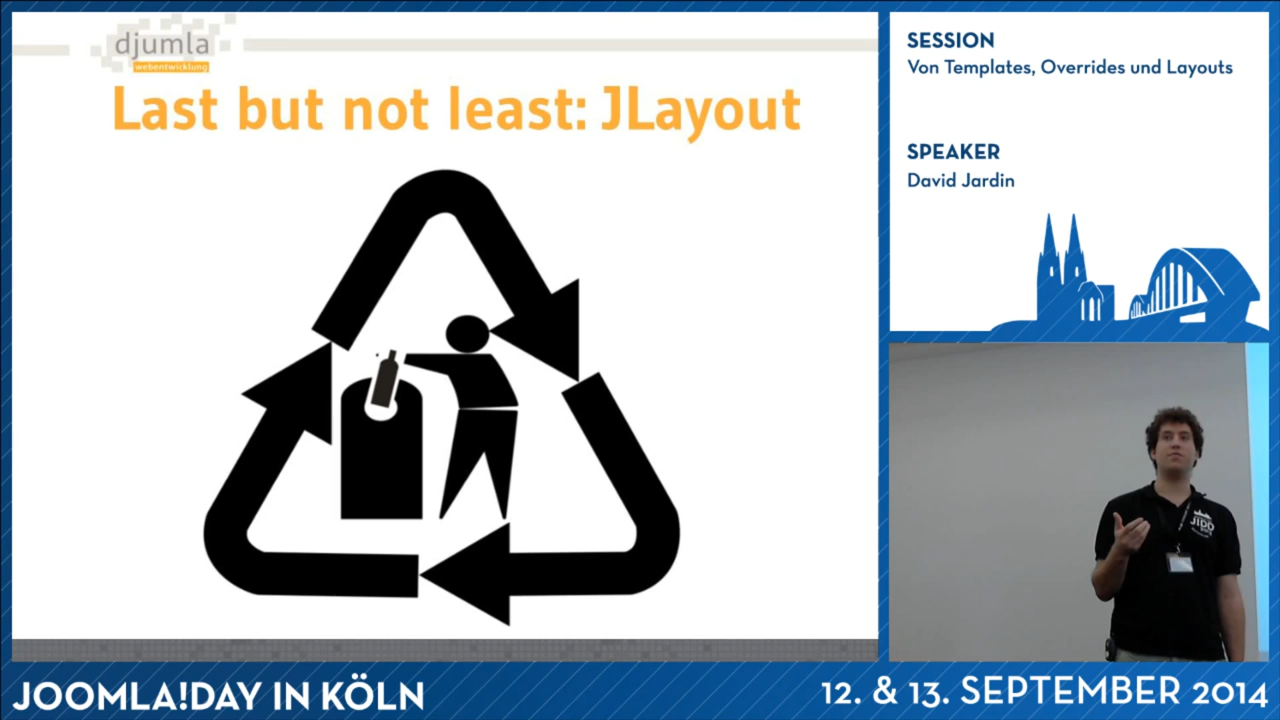 djumla
webentwicklung
Last but not least: JLayout
SESSION
Von Templates, Overrides und Layouts
SPEAKER
David Jardin
JDD
JOOMLA!DAY IN KÖLN
12. & 13. SEPTEMBER 2014